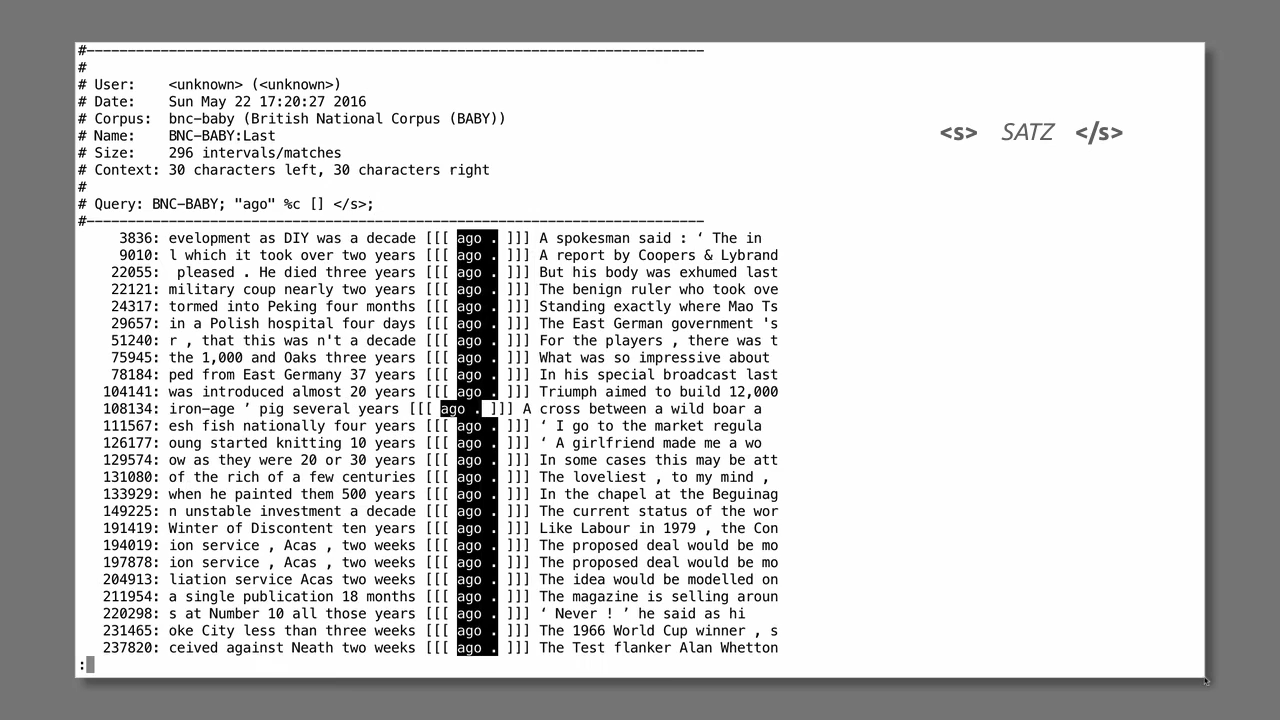 #---------------------------------------------------------------------------
#
# User:    <unknown> (<unknown>)
# Date:    Sun May 22 17:20:27 2016
# Corpus:  bnc-baby (British National Corpus (BABY))
# Name:    BNC-BABY:Last
# Size:    296 intervals/matches
# Context: 30 characters left, 30 characters right
#
# Query: BNC-BABY; "ago" %c [] </s>;
#---------------------------------------------------------------------------
<s> SATZ </s>
3836: evelopment as DIY was a decade [[[ ago . ]]] A spokesman said : ‘ The in
9010: l which it took over two years [[[ ago . ]]] A report by Coopers & Lybrand
22055:  pleased . He died three years [[[ ago . ]]] But his body was exhumed last
22121: military coup nearly two years [[[ ago . ]]] The benign ruler who took ove
24317: tormed into Peking four months [[[ ago . ]]] Standing exactly where Mao Ts
29657: in a Polish hospital four days [[[ ago . ]]] The East German government 's
51240: r , that this was n't a decade [[[ ago . ]]] For the players , there was t
75945: the 1,000 and Oaks three years [[[ ago . ]]] What was so impressive about
78184: ped from East Germany 37 years [[[ ago . ]]] In his special broadcast last
104141: was introduced almost 20 years [[[ ago . ]]] Triumph aimed to build 12,000
108134: iron-age ’ pig several years [[[ ago . ]]] A cross between a wild boar a
111567: esh fish nationally four years [[[ ago . ]]] ‘ I go to the market regula
126177: oung started knitting 10 years [[[ ago . ]]] ‘ A girlfriend made me a wo
129574: ow as they were 20 or 30 years [[[ ago . ]]] In some cases this may be att
131080: of the rich of a few centuries [[[ ago . ]]] The loveliest , to my mind ,
133929: when he painted them 500 years [[[ ago . ]]] In the chapel at the Beguinag
149225: n unstable investment a decade [[[ ago . ]]] The current status of the wor
191419: Winter of Discontent ten years [[[ ago . ]]] Like Labour in 1979 , the Con
194019: ion service , Acas , two weeks [[[ ago . ]]] The proposed deal would be mo
197878: ion service , Acas , two weeks [[[ ago . ]]] The proposed deal would be mo
204913: liation service Acas two weeks [[[ ago . ]]] The idea would be modelled on
211954: a single publication 18 months [[[ ago . ]]] The magazine is selling aroun
220298: s at Number 10 all those years [[[ ago . ]]] ‘ Never ! ’ he said as hi
231465: oke City less than three weeks [[[ ago . ]]] The 1966 World Cup winner , s
237820: ceived against Neath two weeks [[[ ago . ]]] The Test flanker Alan Whetton
: